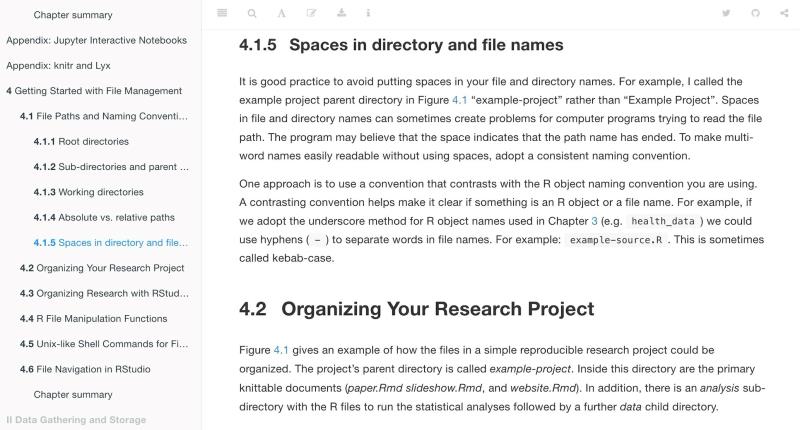 Chapter summary
Appendix: Jupyter Interactive Notebooks
Appendix: knitr and Lyx
4 Getting Started with File Management
4.1 File Paths and Naming Conventi…
4.1.1 Root directories
4.1.2 Sub-directories and parent …
4.1.3 Working directories
4.1.4 Absolute vs. relative paths
4.1.5 Spaces in directory and file…
4.2 Organizing Your Research Project
4.3 Organizing Research with RStud…
4.4 R File Manipulation Functions
4.5 Unix-like Shell Commands for Fi…
4.6 File Navigation in RStudio
Chapter summary
II Data Gathering and Storage
4.1.5 Spaces in directory and file names
It is good practice to avoid putting spaces in your file and directory names. For example, I called the
example project parent directory in Figure 4.1 “example-project” rather than “Example Project”. Spaces
in file and directory names can sometimes create problems for computer programs trying to read the file
path. The program may believe that the space indicates that the path name has ended. To make multi-
word names easily readable without using spaces, adopt a consistent naming convention.
One approach is to use a convention that contrasts with the R object naming convention you are using.
A contrasting convention helps make it clear if something is an R object or a file name. For example, if
we adopt the underscore method for R object names used in Chapter 3 (e.g. health_data ) we could
use hyphens ( - ) to separate words in file names. For example: example-source.R . This is sometimes
called kebab-case.
4.2 Organizing Your Research Project
Figure 4.1 gives an example of how the files in a simple reproducible research project could be
organized. The project’s parent directory is called example-project. Inside this directory are the primary
knittable documents (paper.Rmd slideshow.Rmd, and website.Rmd). In addition, there is an analysis sub-
directory with the R files to run the statistical analyses followed by a further data child directory.